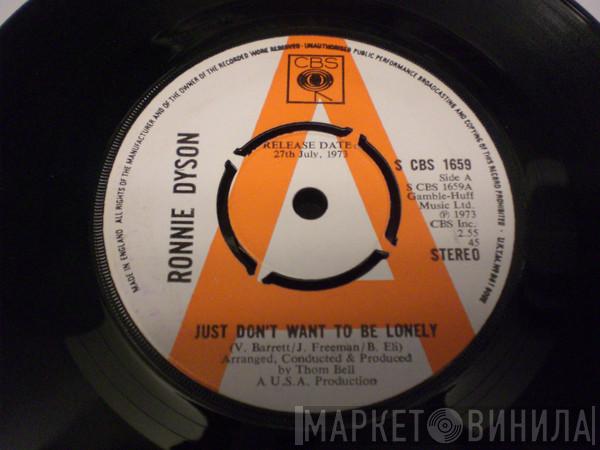 ALL RIGHTS OF THE MANUFACTURER AND OF THE OWNER OF THE RECORDED WORK RESERVED · UNAUTHORISED PUBLIC PERFORMANCE BROADCASTING AND COPYING OF THIS RECORD PROHIBITED
MADE IN ENGLAND
CBS
RELEASE DATE:
27th July, 1973
RONNIE DYSON
S CBS 1659
Side A
S CBS 1659A
Gamble-Huff
Music Ltd.
℗ 1973
CBS Inc.
2.55
45
STEREO
JUST DON'T WANT TO BE LONELY
(V. Barrett/J. Freeman/B. Eli)
Arranged, Conducted & Produced
by Thom Bell
A U.S.A. Production
МАРКЕТ ВИНИЛА